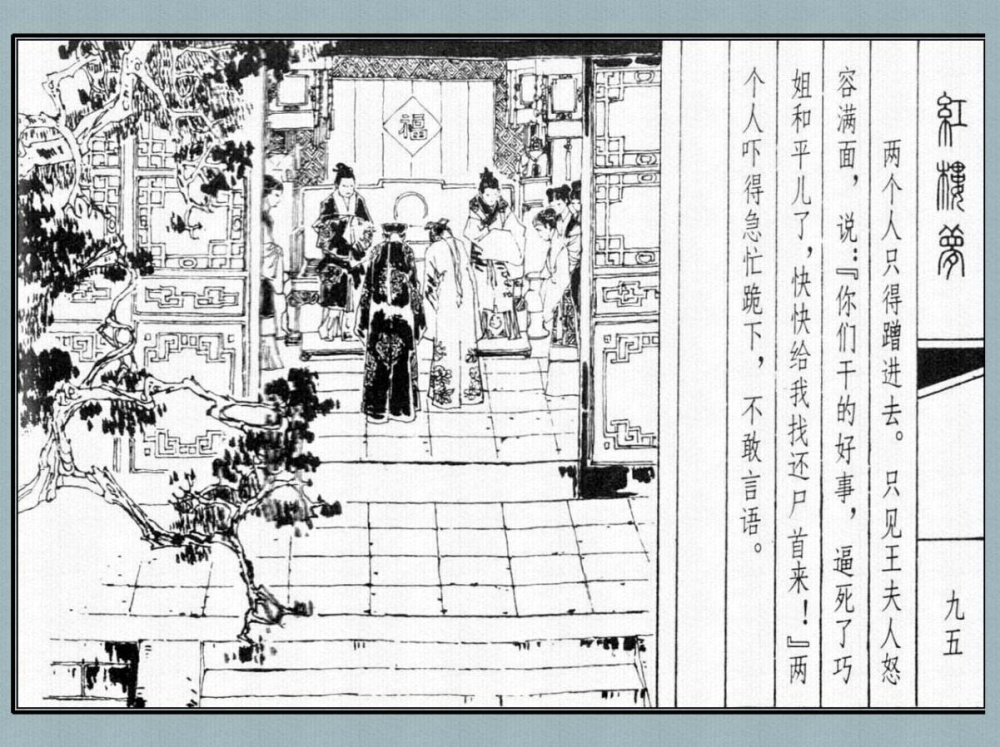 紅樓夢
九五
两个人只得蹭进去。只见王夫人怒
容满面，说：『你们干的好事，逼死了巧
姐和平儿了，快快给我找还尸首来！』两
个人吓得急忙跪下，不敢言语。
福